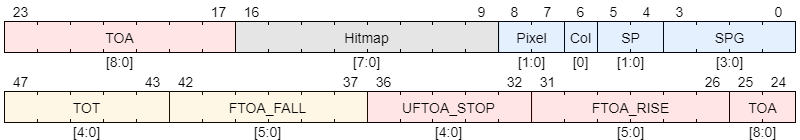 23 17 16 9 8 7 6 5 4 3 0
TOA Hitmap Pixel Col SP SPG
[8:0] [7:0] [1:0] [0] [1:0] [3:0]
47 43 42 37 36 32 31 26 25 24
TOT FTOA_FALL UFTOA_STOP FTOA_RISE TOA
[4:0] [5:0] [4:0] [5:0] [8:0]